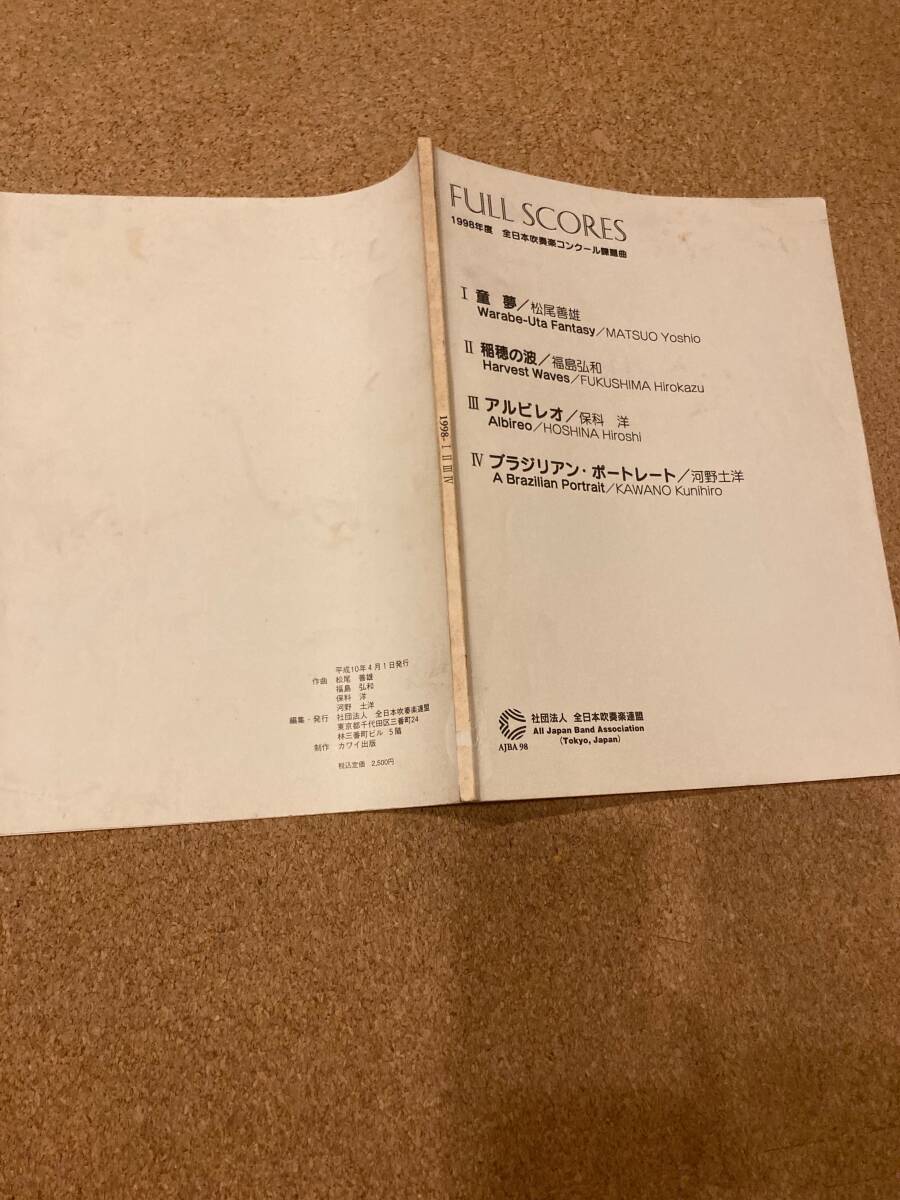 FULL SCORES
1998年度 全日本吹奏楽コンクール課題曲
I 童 夢／松尾善雄
Warabe-Uta Fantasy／MATSUO Yoshio
II 稲穂の波／福島弘和
Harvest Waves／FUKUSHIMA Hirokazu
III アルビレオ／保科 洋
Albireo／HOSHINA Hiroshi
IV ブラジリアン・ポートレート／河野土洋
A Brazilian Portrait／KAWANO Kunihiro
社団法人 全日本吹奏楽連盟
All Japan Band Association
(Tokyo, Japan)
AJBA 98
1998- I II III IV
平成10年4月1日発行
作曲 松尾 善雄
福島 弘和
保科 洋
河野 土洋
編集・発行 社団法人 全日本吹奏楽連盟
東京都千代田区三番町24
林三番町ビル 5階
制作 カワイ出版
税込定価 2,500円